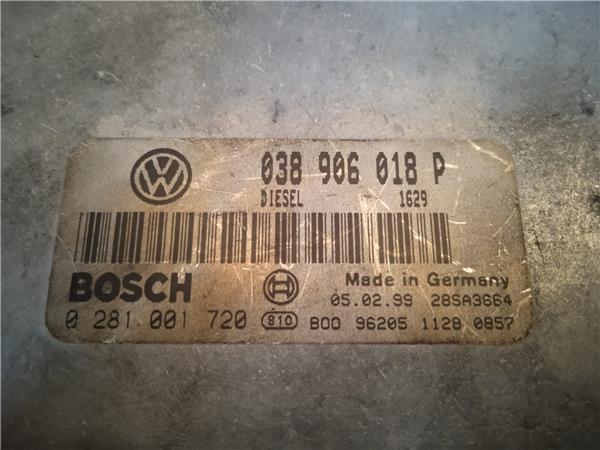 038 906 018 P
DIESEL 1629
BOSCH
Made in Germany
05.02.99 28SA3664
0 281 001 720 810 B00 96205 1128 0857